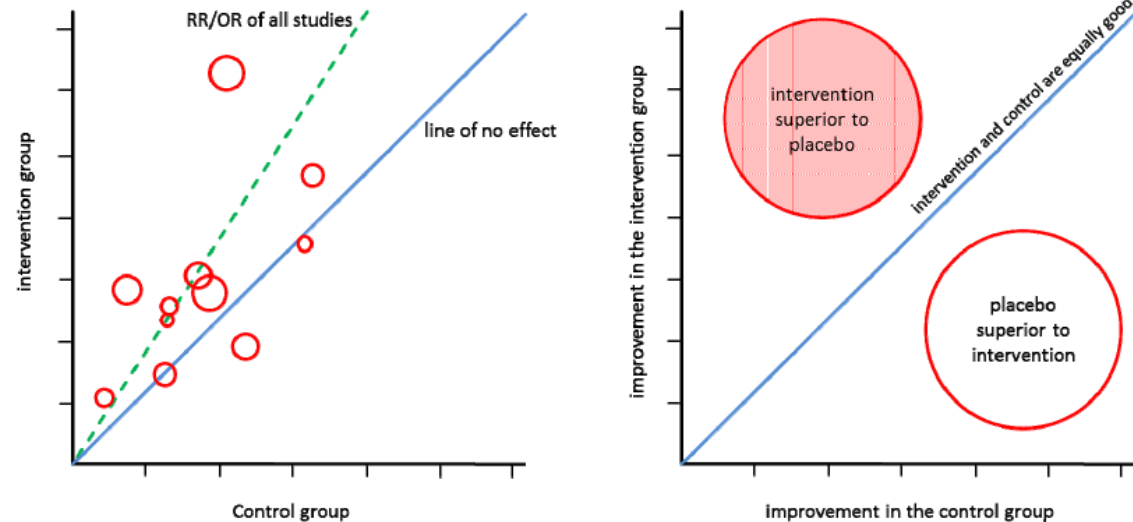 RR/OR of all studies
line of no effect
intervention group
Control group
intervention
superior to
placebo
intervention and control are equally good
placebo
superior to
intervention
improvement in the intervention group
improvement in the control group